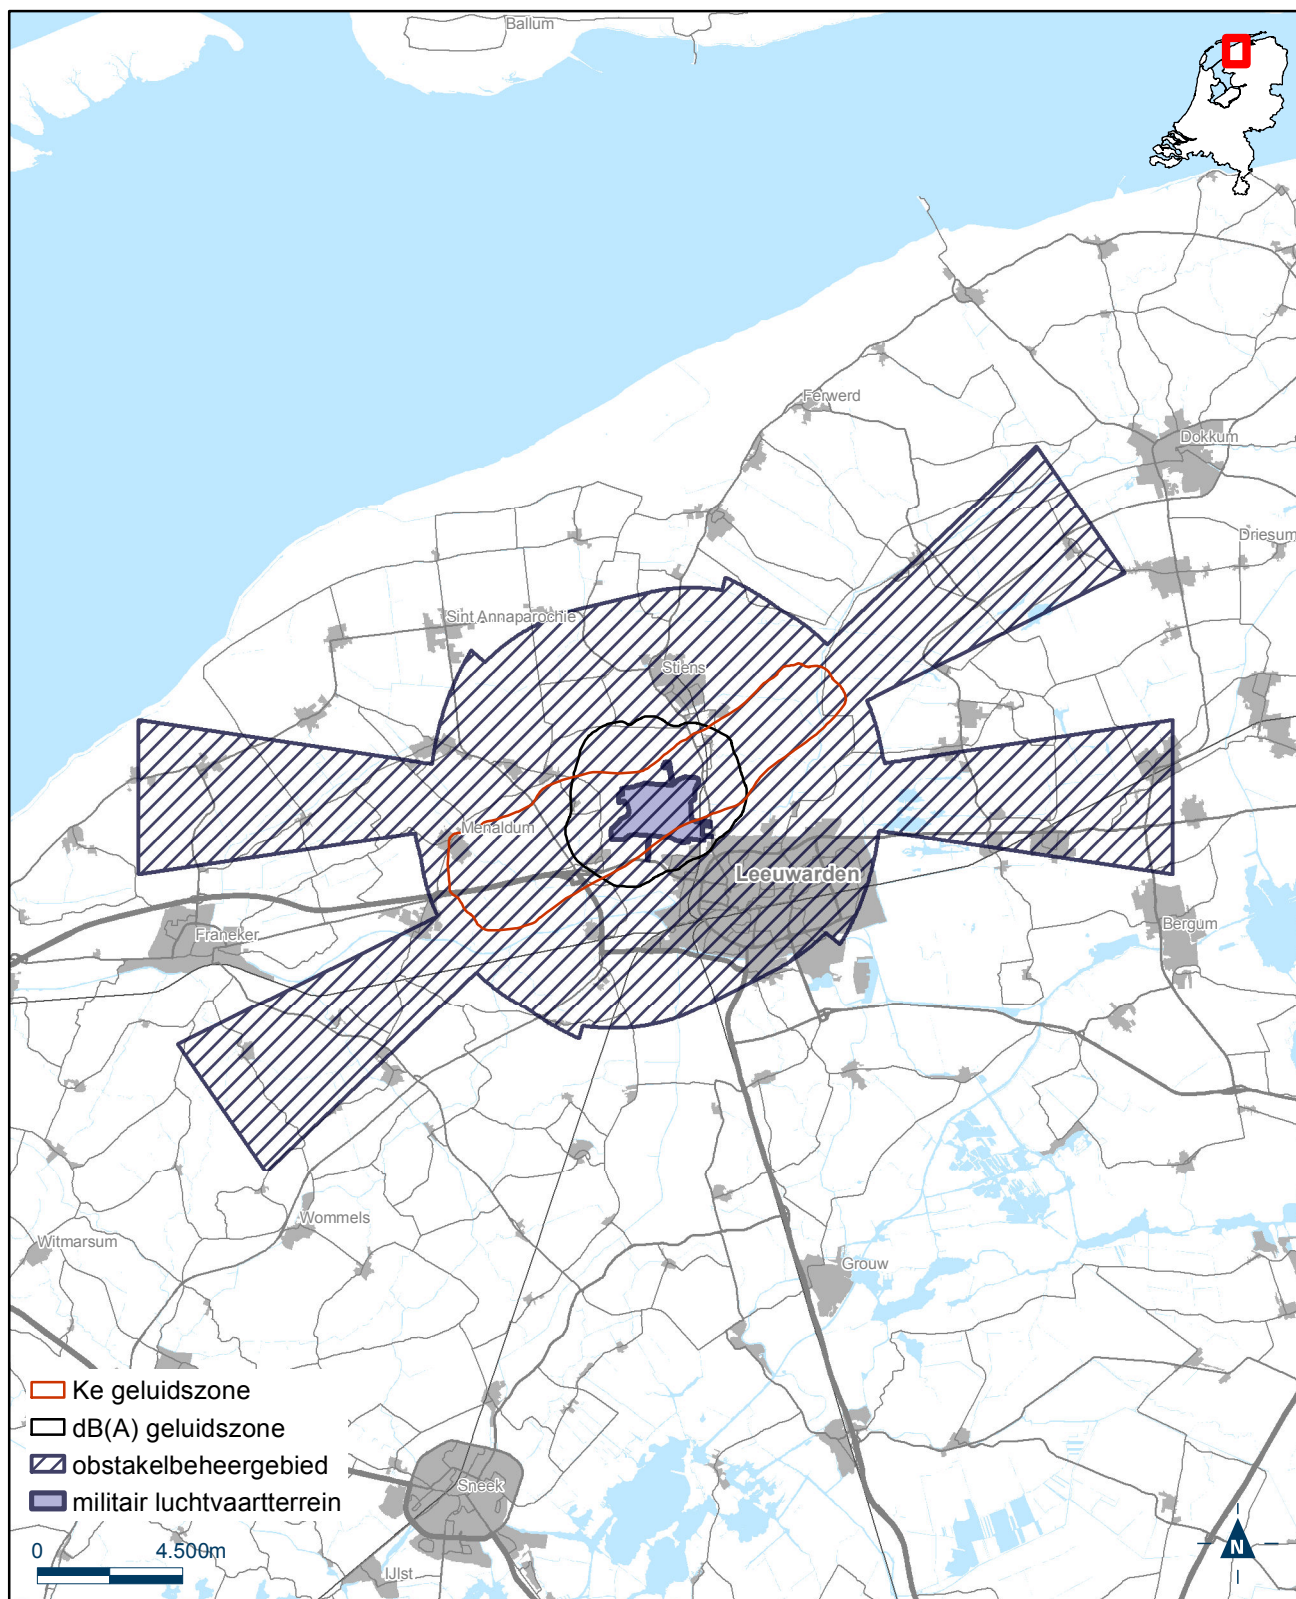 Ballum
Ferwerd
Dokkum
Driesum
Sint Annaparochie
Stiens
Menaldum
Leeuwarden
Franeker
Bergum
Wommels
Witmarsum
Grouw
Ke geluidszone
dB(A) geluidszone
obstakelbeheergebied
militair luchtvaartterrein
Sneek
0 4.500m
IJlst
N